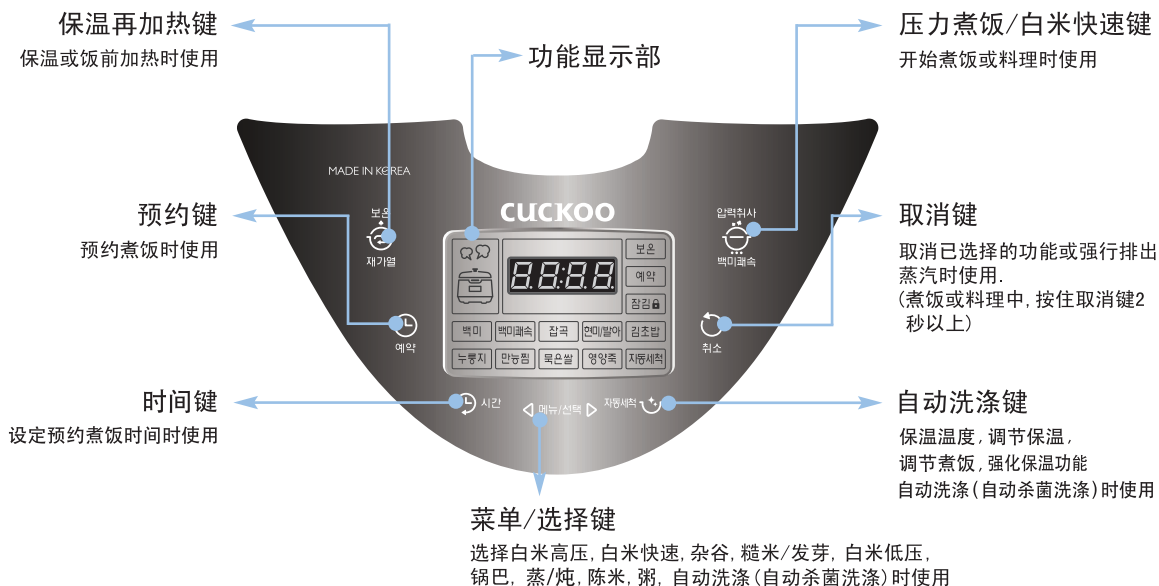 保温再加热键
保温或饭前加热时使用
功能显示部
压力煮饭/白米快速键
开始煮饭或料理时使用
预约键
预约煮饭时使用
取消键
取消已选择的功能或强行排出
蒸汽时使用.
(煮饭或料理中, 按住取消键2
秒以上)
时间键
设定预约煮饭时间时使用
自动洗涤键
保温温度, 调节保温,
调节煮饭, 强化保温功能
自动洗涤(自动杀菌洗涤)时使用
菜单/选择键
选择白米高压, 白米快速, 杂谷, 糙米/发芽, 白米低压,
锅巴, 蒸/炖, 陈米, 粥, 自动洗涤(自动杀菌洗涤)时使用
MADE IN KOREA
CUCKOO
보온
재가열
예약
압력취사
백미쾌속
취소
보온
예약
잠김
88:88
백미 백미쾌속 잡곡 현미/발아 김초밥
누룽지 만능찜 묵은쌀 영양죽 자동세척
시간
메뉴/선택
자동세척